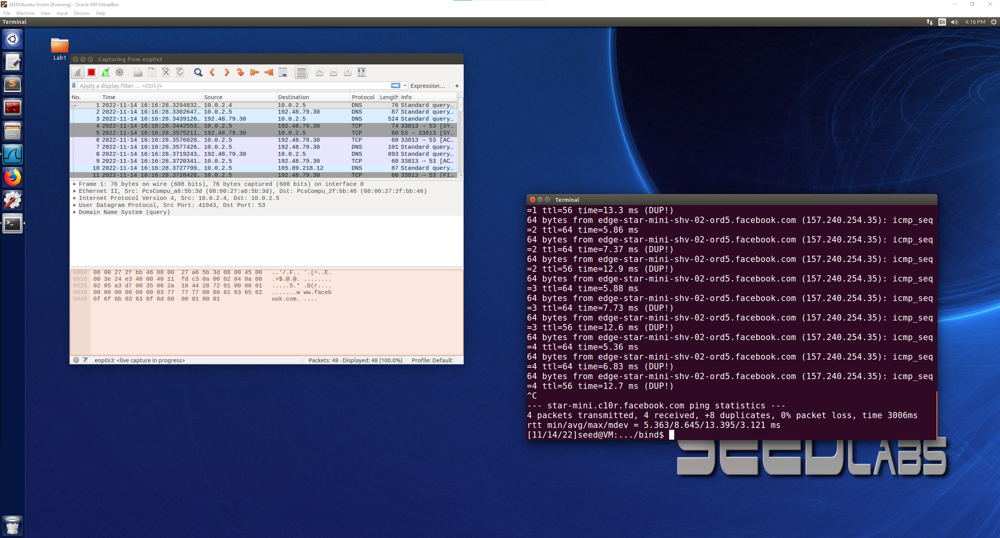 SEEDUbuntu Victim [Running] - Oracle VM VirtualBox
File Machine View Input Devices Help
Terminal
En 4:16 PM
Lab1
Capturing from enp0s3
Apply a display filter … <Ctrl-/>
Expression…
+
No. Time Source Destination Protocol Length Info
1 2022-11-14 16:16:28.3294832… 10.0.2.4 10.0.2.5 DNS 76 Standard query…
2 2022-11-14 16:16:28.3302647… 10.0.2.5 192.48.79.30 DNS 87 Standard query…
3 2022-11-14 16:16:28.3439120… 192.48.79.30 10.0.2.5 DNS 524 Standard query…
4 2022-11-14 16:16:28.3442553… 10.0.2.5 192.48.79.30 TCP 74 33813 → 53 [SY…
5 2022-11-14 16:16:28.3575211… 192.48.79.30 10.0.2.5 TCP 60 53 → 33813 [SY…
6 2022-11-14 16:16:28.3576028… 10.0.2.5 192.48.79.30 TCP 60 33813 → 53 [AC…
7 2022-11-14 16:16:28.3577426… 10.0.2.5 192.48.79.30 DNS 101 Standard query…
8 2022-11-14 16:16:28.3719243… 192.48.79.30 10.0.2.5 DNS 893 Standard query…
9 2022-11-14 16:16:28.3720341… 10.0.2.5 192.48.79.30 TCP 60 33813 → 53 [AC…
10 2022-11-14 16:16:28.3727799… 10.0.2.5 185.89.218.12 DNS 87 Standard query…
11 2022-11-14 16:16:28.3728428… 10.0.2.5 192.48.79.30 TCP 60 33813 → 53 [FI…
Frame 1: 76 bytes on wire (608 bits), 76 bytes captured (608 bits) on interface 0
Ethernet II, Src: PcsCompu_a6:5b:3d (08:00:27:a6:5b:3d), Dst: PcsCompu_2f:bb:46 (08:00:27:2f:bb:46)
Internet Protocol Version 4, Src: 10.0.2.4, Dst: 10.0.2.5
User Datagram Protocol, Src Port: 41943, Dst Port: 53
Domain Name System (query)
0000 08 00 27 2f bb 46 08 00 27 a6 5b 3d 08 00 45 00 ..'/.F.. '.[=..E.
0010 00 3e 24 e3 40 00 40 11 fd c3 0a 00 02 04 0a 00 .>$.@.@. ........
0020 02 05 a3 d7 00 35 00 2a 18 44 28 72 01 00 00 01 .....5.* .D(r....
0030 00 00 00 00 00 00 03 77 77 77 08 66 61 63 65 62 .......w ww.faceb
0040 6f 6f 6b 03 63 6f 6d 00 00 01 00 01 ook.com. ....
enp0s3: <live capture in progress> Packets: 48 · Displayed: 48 (100.0%) Profile: Default
Terminal
=1 ttl=56 time=13.3 ms (DUP!)
64 bytes from edge-star-mini-shv-02-ord5.facebook.com (157.240.254.35): icmp_seq
=2 ttl=64 time=5.86 ms
64 bytes from edge-star-mini-shv-02-ord5.facebook.com (157.240.254.35): icmp_seq
=2 ttl=64 time=7.37 ms (DUP!)
64 bytes from edge-star-mini-shv-02-ord5.facebook.com (157.240.254.35): icmp_seq
=2 ttl=56 time=12.9 ms (DUP!)
64 bytes from edge-star-mini-shv-02-ord5.facebook.com (157.240.254.35): icmp_seq
=3 ttl=64 time=5.88 ms
64 bytes from edge-star-mini-shv-02-ord5.facebook.com (157.240.254.35): icmp_seq
=3 ttl=64 time=7.73 ms (DUP!)
64 bytes from edge-star-mini-shv-02-ord5.facebook.com (157.240.254.35): icmp_seq
=3 ttl=56 time=12.6 ms (DUP!)
64 bytes from edge-star-mini-shv-02-ord5.facebook.com (157.240.254.35): icmp_seq
=4 ttl=64 time=5.36 ms
64 bytes from edge-star-mini-shv-02-ord5.facebook.com (157.240.254.35): icmp_seq
=4 ttl=64 time=6.83 ms (DUP!)
64 bytes from edge-star-mini-shv-02-ord5.facebook.com (157.240.254.35): icmp_seq
=4 ttl=56 time=12.7 ms (DUP!)
^C
--- star-mini.c10r.facebook.com ping statistics ---
4 packets transmitted, 4 received, +8 duplicates, 0% packet loss, time 3006ms
rtt min/avg/max/mdev = 5.363/8.645/13.395/3.121 ms
[11/14/22]seed@VM:.../bind$
SEEDLABS